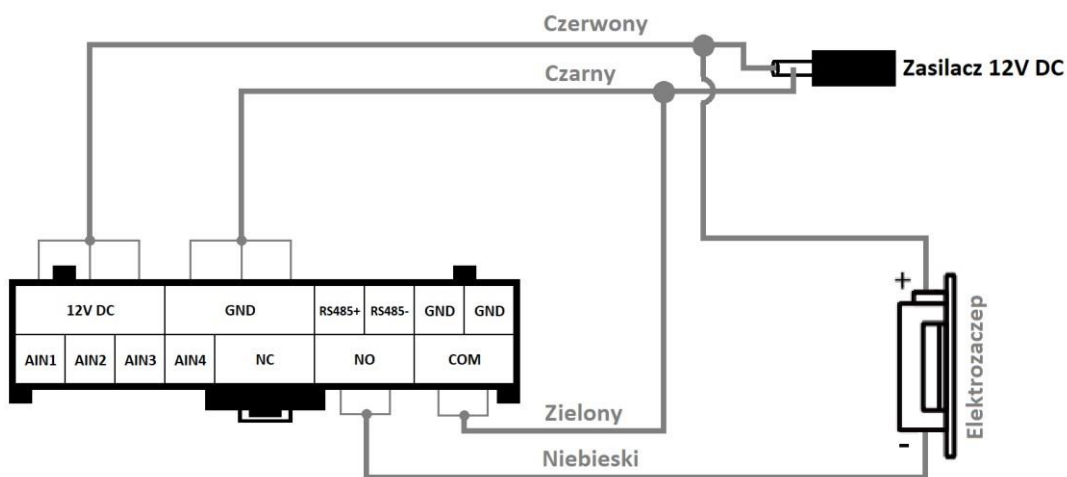 Czerwony
Czarny
Zasilacz 12V DC
12V DC GND RS485+ RS485- GND GND
AIN1 AIN2 AIN3 AIN4 NC NO COM
+
Elektrozaczep
-
Zielony
Niebieski